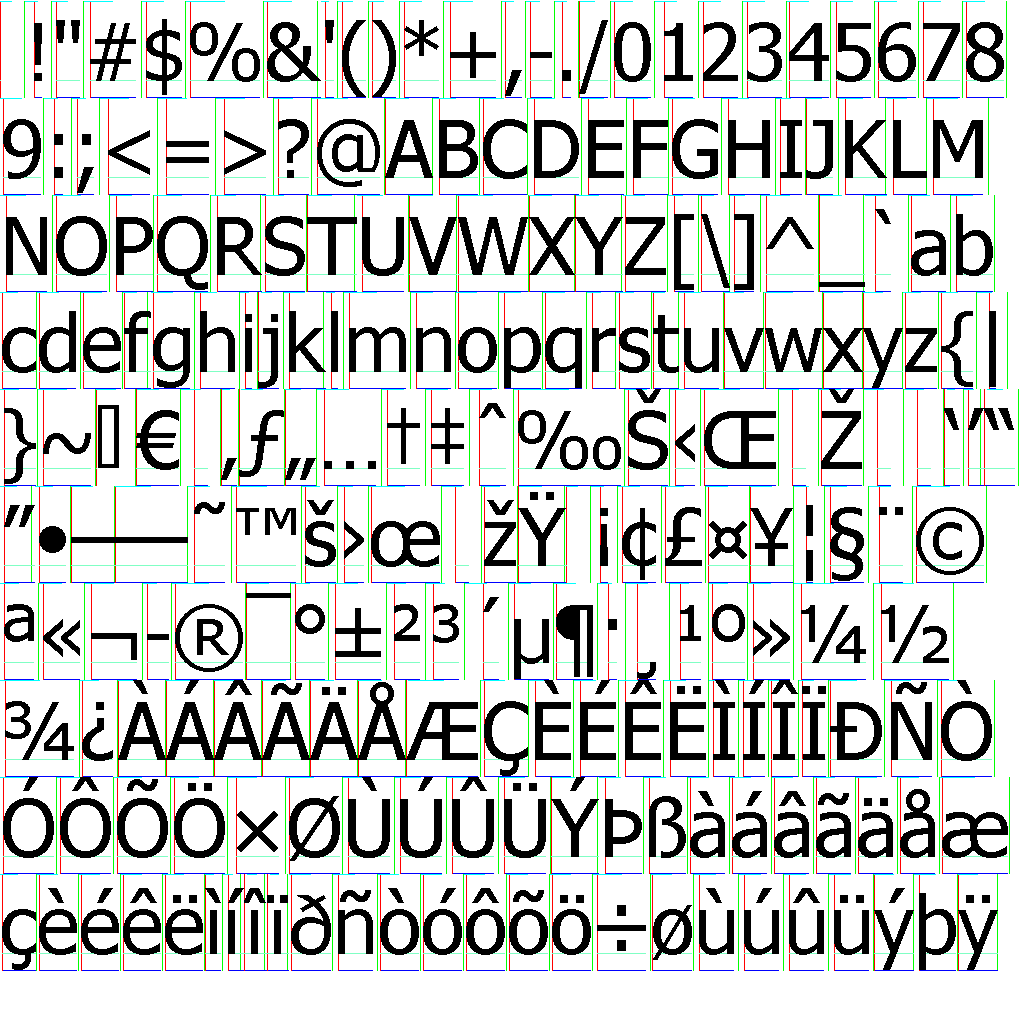 !"#$%&'()*+,-./012345678
9:;<=>?@ABCDEFGHIJKLM
NOPQRSTUVWXYZ[\]^_`ab
cdefghijklmnopqrstuvwxyz{|
}~▯€ ‚ƒ„…†‡ˆ‰Š‹Œ Ž ‘’“
”•–—˜™š›œ žŸ ¡¢£¤¥¦§¨©
ª«¬-®¯°±²³´µ¶·¸¹º»¼½
¾¿ÀÁÂÃÄÅÆÇÈÉÊËÌÍÎÏÐÑÒ
ÓÔÕÖ×ØÙÚÛÜÝÞßàáâãäåæ
çèéêëìíîïðñòóôõö÷øùúûüýþÿ